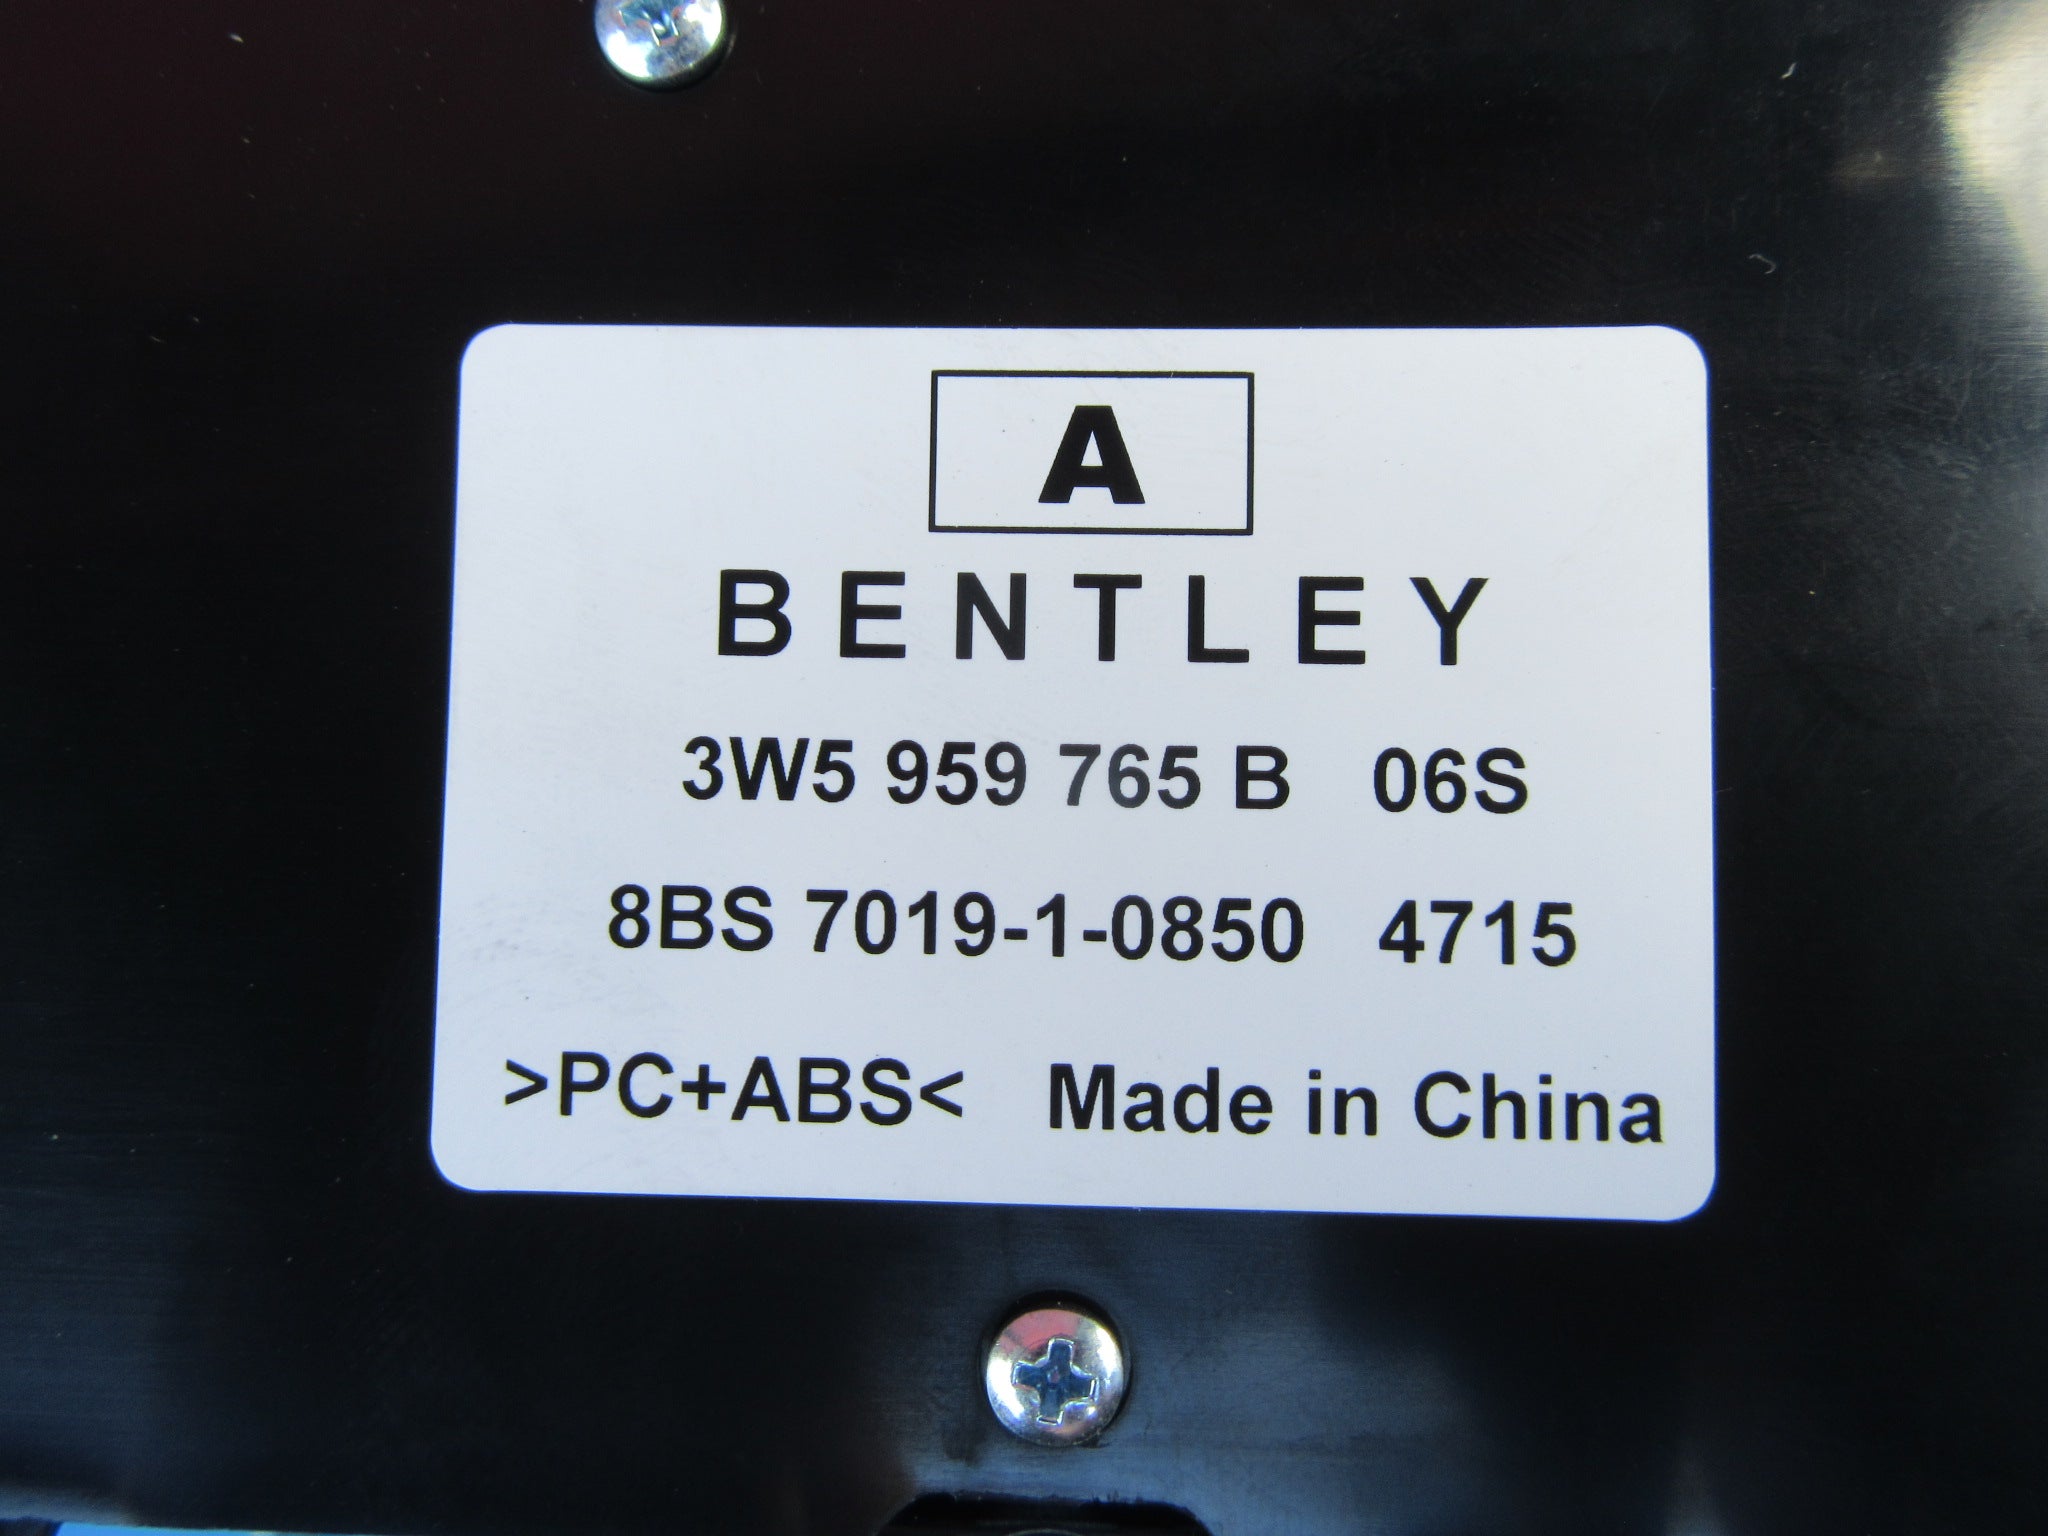 A
BENTLEY
3W5 959 765 B 06S
8BS 7019-1-0850 4715
>PC+ABS< Made in China